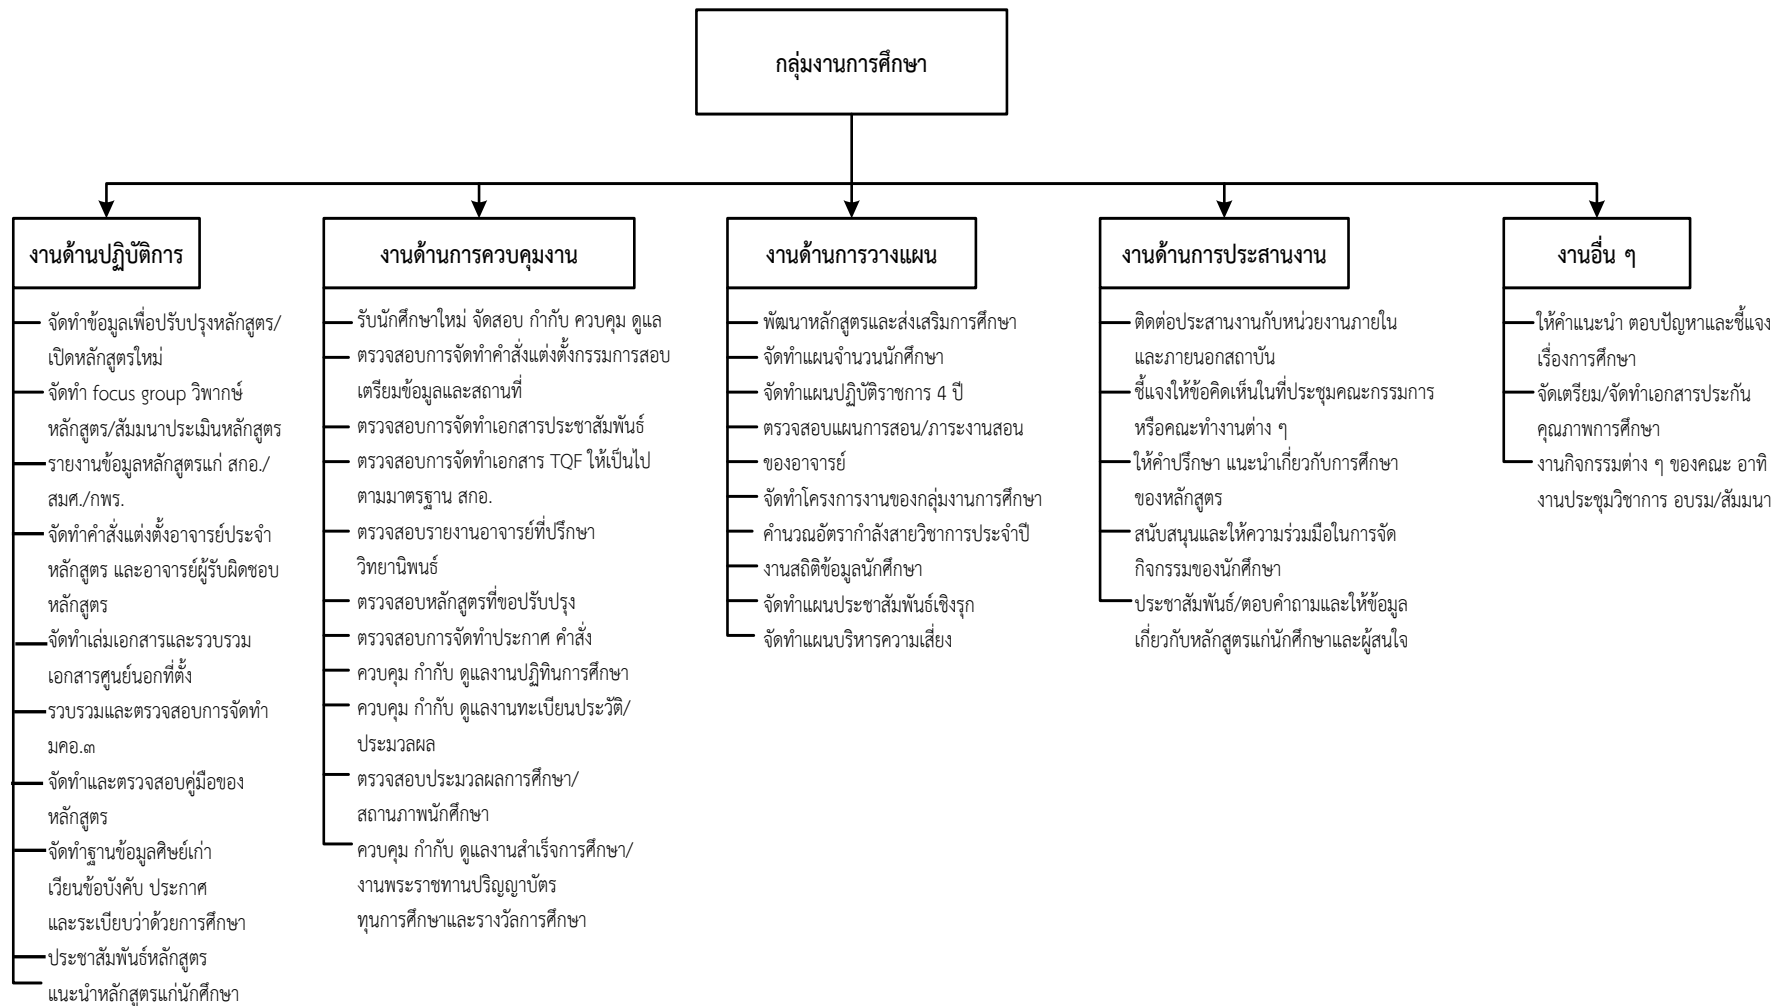 กลุ่มงานการศึกษา
งานด้านปฏิบัติการ
จัดทำข้อมูลเพื่อปรับปรุงหลักสูตร/
เปิดหลักสูตรใหม่
จัดทำ focus group วิพากษ์
หลักสูตร/สัมมนาประเมินหลักสูตร
รายงานข้อมูลหลักสูตรแก่ สกอ./
สมศ./กพร.
จัดทำคำสั่งแต่งตั้งอาจารย์ประจำ
หลักสูตร และอาจารย์ผู้รับผิดชอบ
หลักสูตร
จัดทำเล่มเอกสารและรวบรวม
เอกสารศูนย์นอกที่ตั้ง
รวบรวมและตรวจสอบการจัดทำ
มคอ.๓
จัดทำและตรวจสอบคู่มือของ
หลักสูตร
จัดทำฐานข้อมูลศิษย์เก่า
เวียนข้อบังคับ ประกาศ
และระเบียบว่าด้วยการศึกษา
ประชาสัมพันธ์หลักสูตร
แนะนำหลักสูตรแก่นักศึกษา
งานด้านการควบคุมงาน
รับนักศึกษาใหม่ จัดสอบ กำกับ ควบคุม ดูแล
ตรวจสอบการจัดทำคำสั่งแต่งตั้งกรรมการสอบ
เตรียมข้อมูลและสถานที่
ตรวจสอบการจัดทำเอกสารประชาสัมพันธ์
ตรวจสอบการจัดทำเอกสาร TQF ให้เป็นไป
ตามมาตรฐาน สกอ.
ตรวจสอบรายงานอาจารย์ที่ปรึกษา
วิทยานิพนธ์
ตรวจสอบหลักสูตรที่ขอปรับปรุง
ตรวจสอบการจัดทำประกาศ คำสั่ง
ควบคุม กำกับ ดูแลงานปฏิทินการศึกษา
ควบคุม กำกับ ดูแลงานทะเบียนประวัติ/
ประมวลผล
ตรวจสอบประมวลผลการศึกษา/
สถานภาพนักศึกษา
ควบคุม กำกับ ดูแลงานสำเร็จการศึกษา/
งานพระราชทานปริญญาบัตร
ทุนการศึกษาและรางวัลการศึกษา
งานด้านการวางแผน
พัฒนาหลักสูตรและส่งเสริมการศึกษา
จัดทำแผนจำนวนนักศึกษา
จัดทำแผนปฏิบัติราชการ 4 ปี
ตรวจสอบแผนการสอน/ภาระงานสอน
ของอาจารย์
จัดทำโครงการงานของกลุ่มงานการศึกษา
คำนวณอัตรากำลังสายวิชาการประจำปี
งานสถิติข้อมูลนักศึกษา
จัดทำแผนประชาสัมพันธ์เชิงรุก
จัดทำแผนบริหารความเสี่ยง
งานด้านการประสานงาน
ติดต่อประสานงานกับหน่วยงานภายใน
และภายนอกสถาบัน
ชี้แจงให้ข้อคิดเห็นในที่ประชุมคณะกรรมการ
หรือคณะทำงานต่าง ๆ
ให้คำปรึกษา แนะนำเกี่ยวกับการศึกษา
ของหลักสูตร
สนับสนุนและให้ความร่วมมือในการจัด
กิจกรรมของนักศึกษา
ประชาสัมพันธ์/ตอบคำถามและให้ข้อมูล
เกี่ยวกับหลักสูตรแก่นักศึกษาและผู้สนใจ
งานอื่น ๆ
ให้คำแนะนำ ตอบปัญหาและชี้แจง
เรื่องการศึกษา
จัดเตรียม/จัดทำเอกสารประกัน
คุณภาพการศึกษา
งานกิจกรรมต่าง ๆ ของคณะ อาทิ
งานประชุมวิชาการ อบรม/สัมมนา